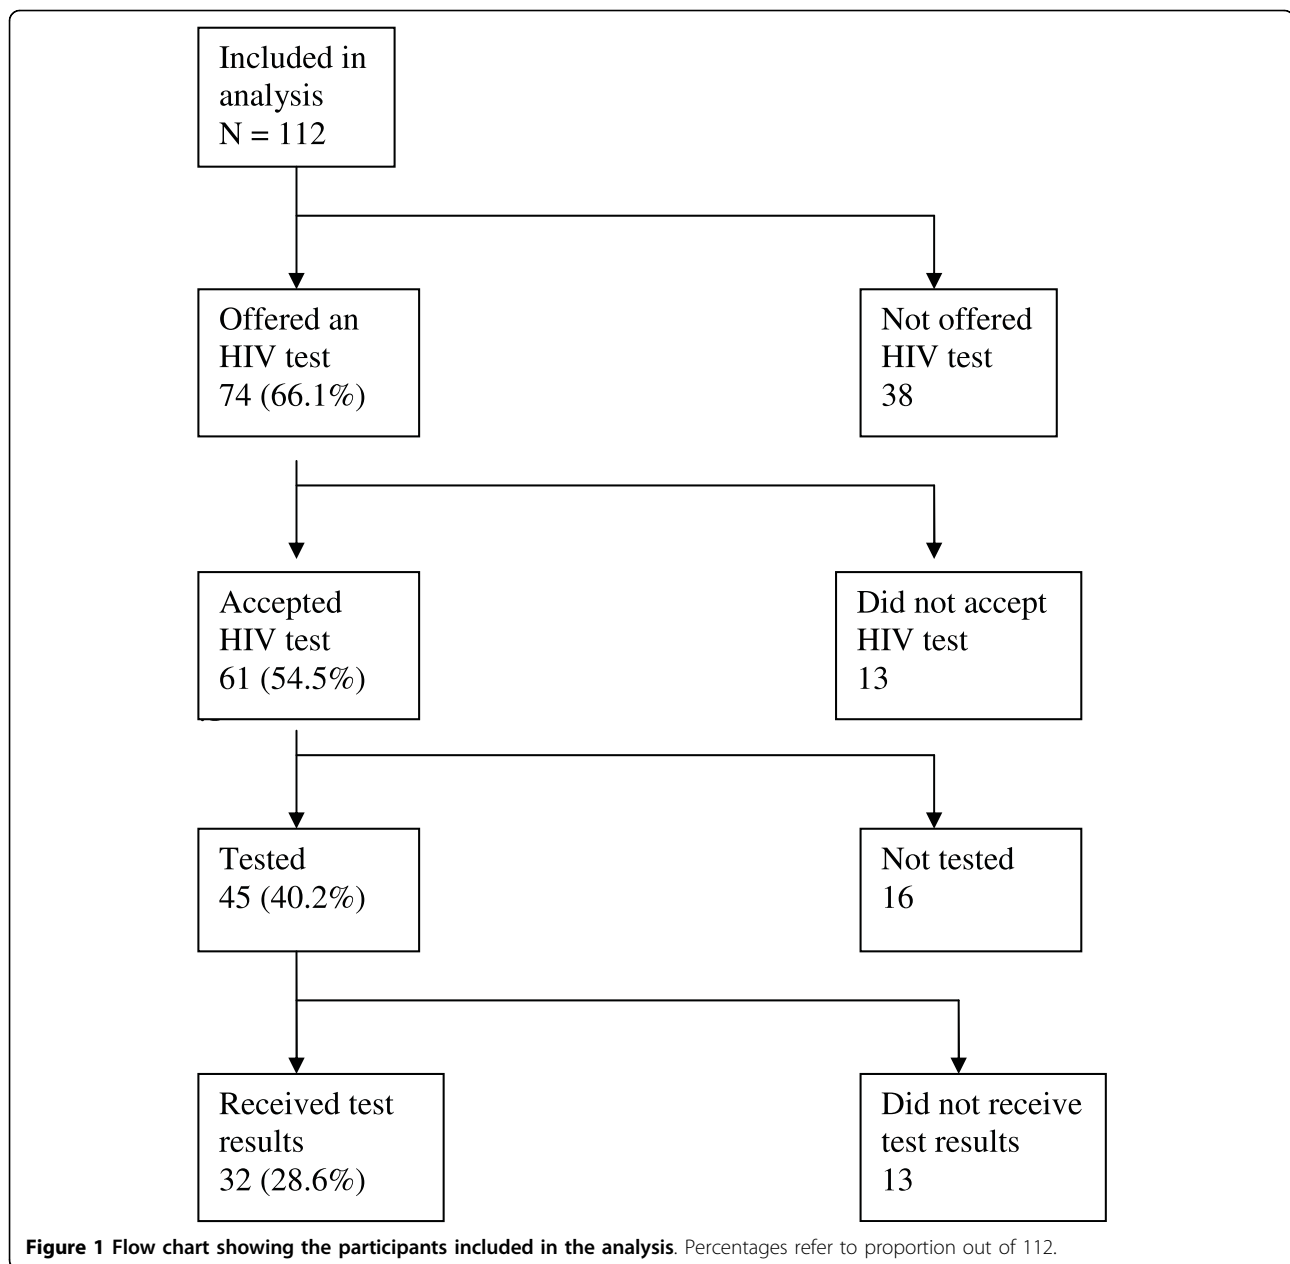 Included in
analysis
N = 112
Offered an
HIV test
74 (66.1%)
Not offered
HIV test
38
Accepted
HIV test
61 (54.5%)
Did not accept
HIV test
13
Tested
45 (40.2%)
Not tested
16
Received test
results
32 (28.6%)
Did not receive
test results
13
Figure 1 Flow chart showing the participants included in the analysis. Percentages refer to proportion out of 112.